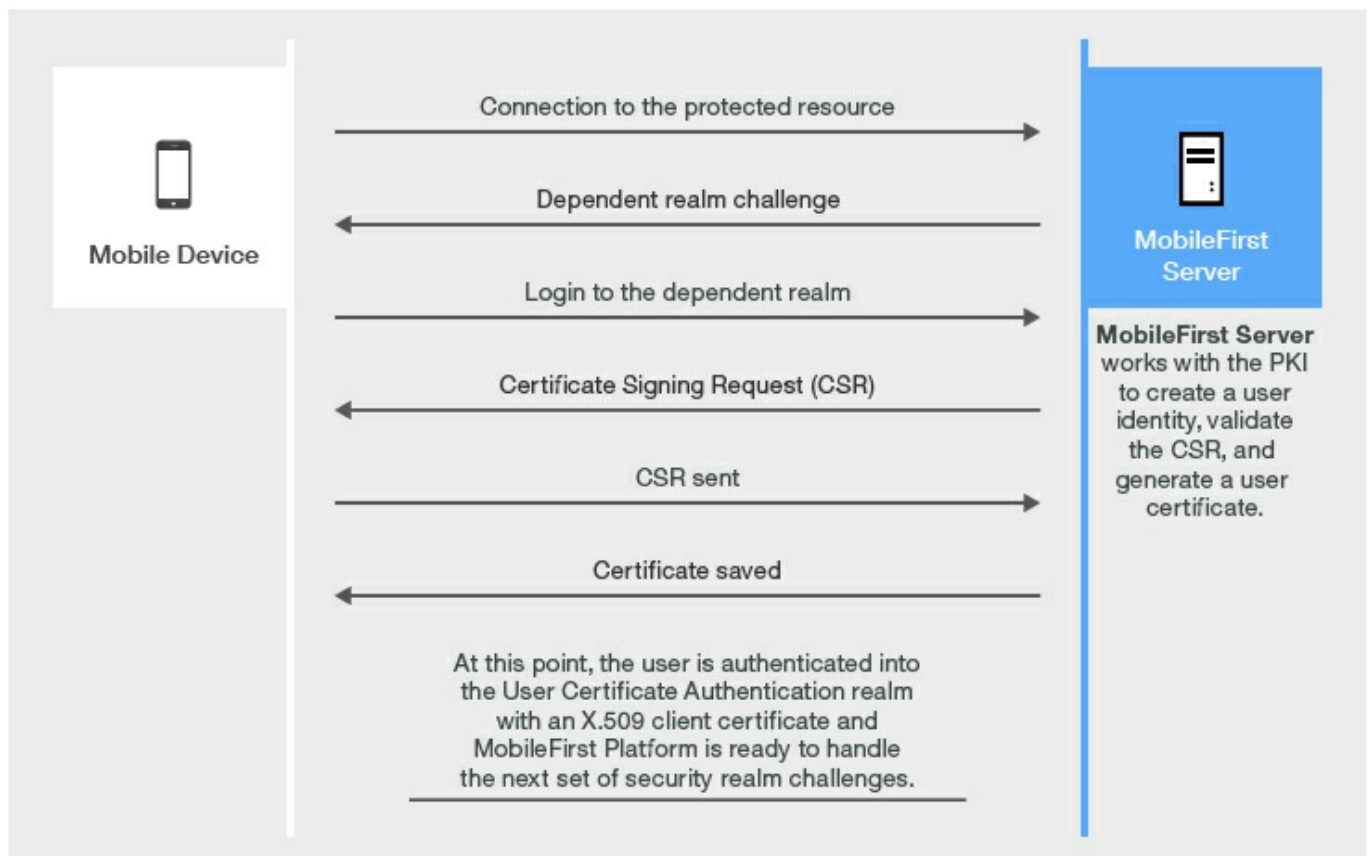 Connection to the protected resource
Dependent realm challenge
Mobile Device
MobileFirst
Server
Login to the dependent realm
MobileFirst Server
works with the PKI
to create a user
identity, validate
the CSR, and
generate a user
certificate.
Certificate Signing Request (CSR)
CSR sent
Certificate saved
At this point, the user is authenticated into
the User Certificate Authentication realm
with an X.509 client certificate and
MobileFirst Platform is ready to handle
the next set of security realm challenges.